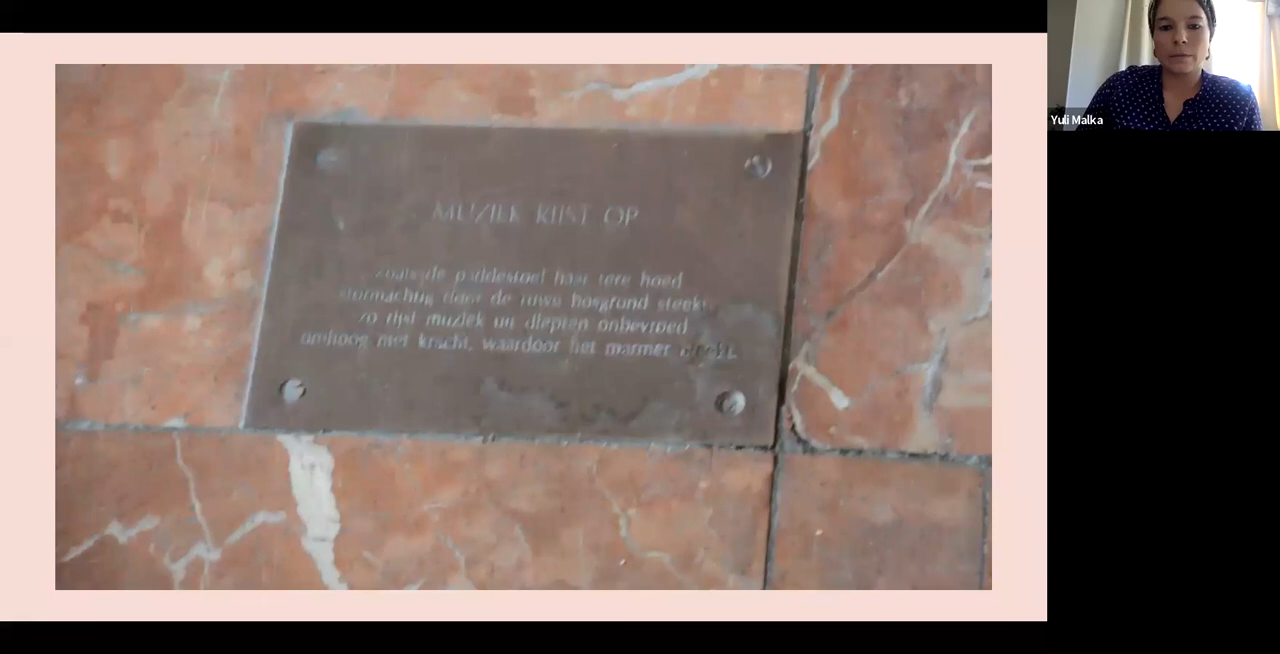 MUZIEK RIJST OP
zoals de paddestoel haar tere hoed
stormachtig door de ruwe bosgrond steekt
zo rijst muziek uit diepten onbevroed
omhoog met kracht, waardoor het marmer
Yuli Malka